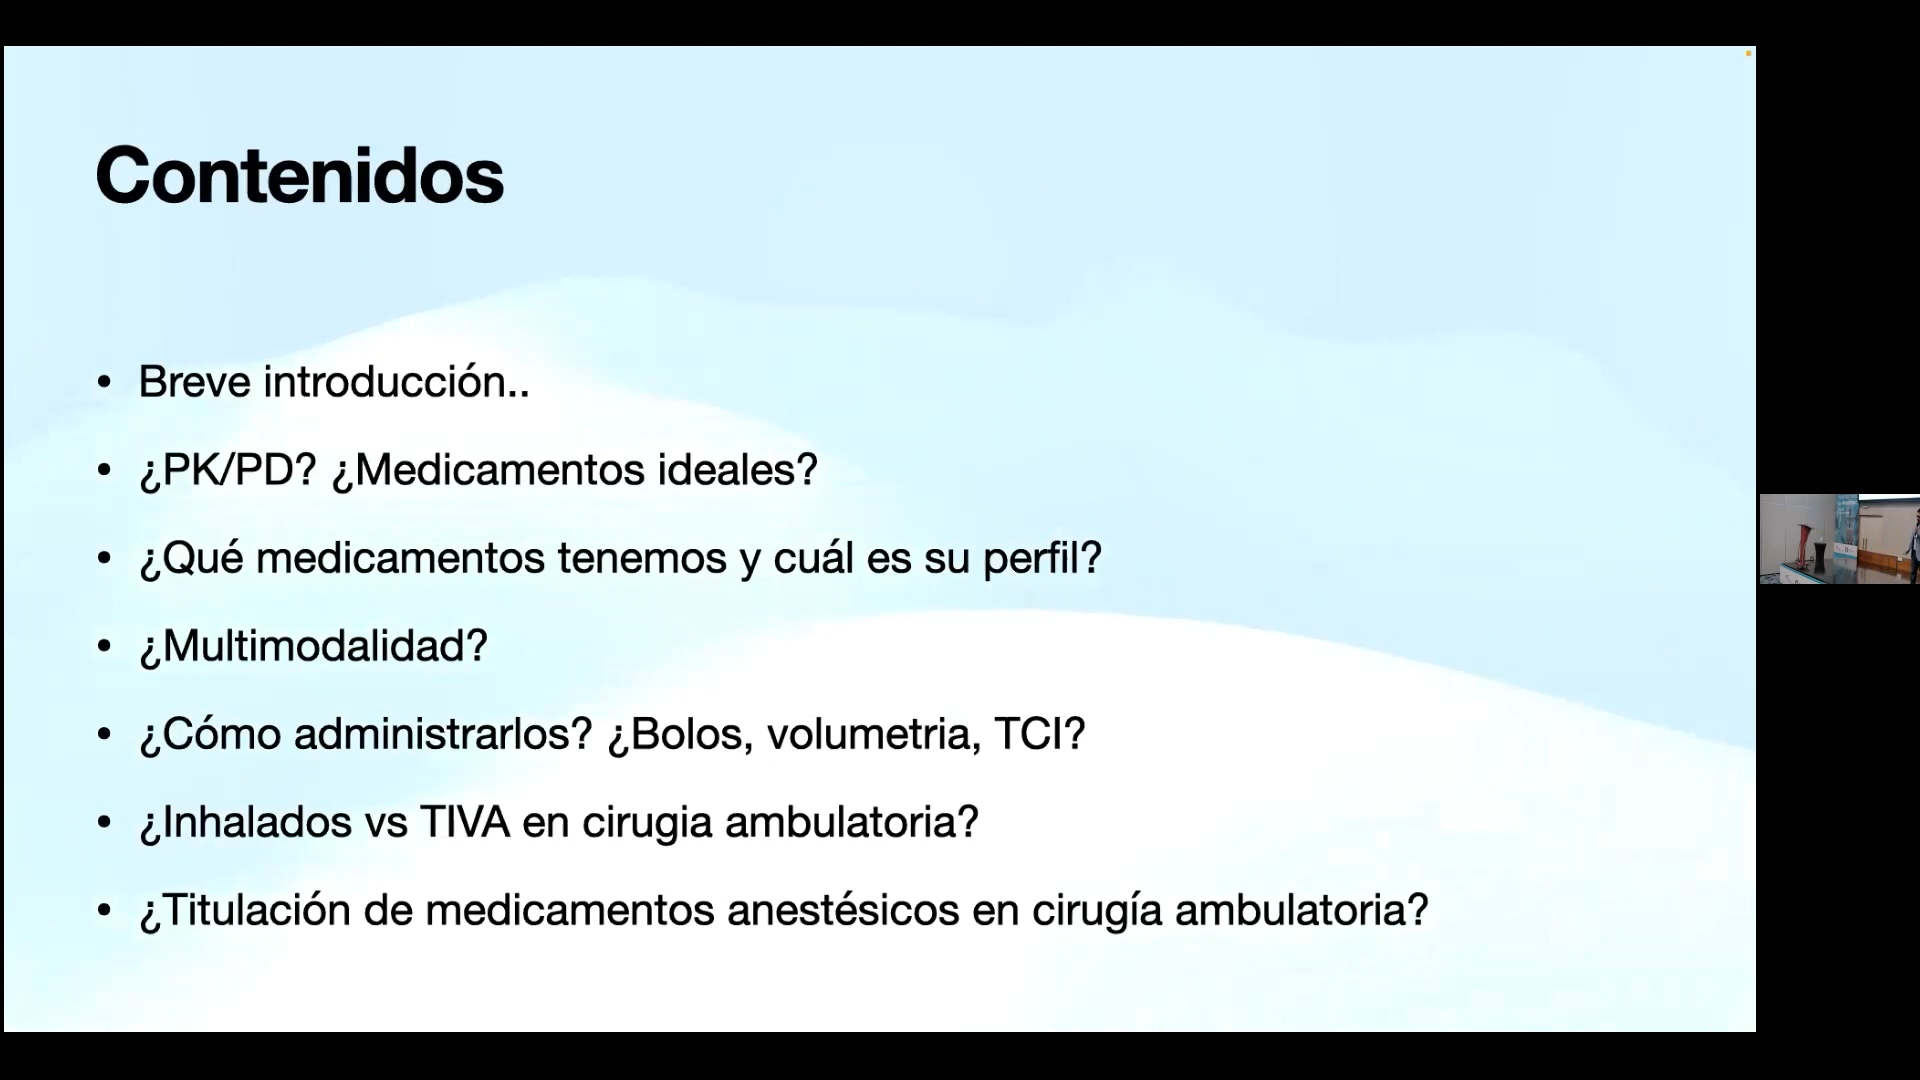 Contenidos
• Breve introducción..
• ¿PK/PD? ¿Medicamentos ideales?
• ¿Qué medicamentos tenemos y cuál es su perfil?
• ¿Multimodalidad?
• ¿Cómo administrarlos? ¿Bolos, volumetria, TCI?
• ¿Inhalados vs TIVA en cirugia ambulatoria?
• ¿Titulación de medicamentos anestésicos en cirugía ambulatoria?